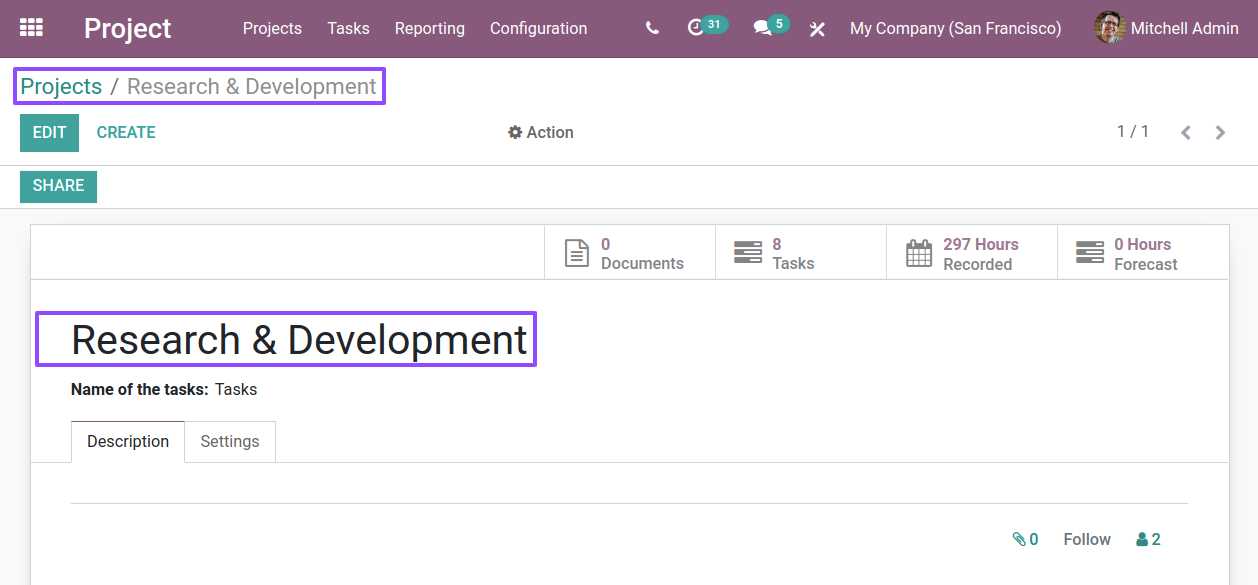 Project Projects Tasks Reporting Configuration 31 5 My Company (San Francisco) Mitchell Admin
Projects / Research & Development
EDIT CREATE Action 1 / 1
SHARE
0 Documents
8 Tasks
297 Hours Recorded
0 Hours Forecast
Research & Development
Name of the tasks: Tasks
Description Settings
0 Follow 2